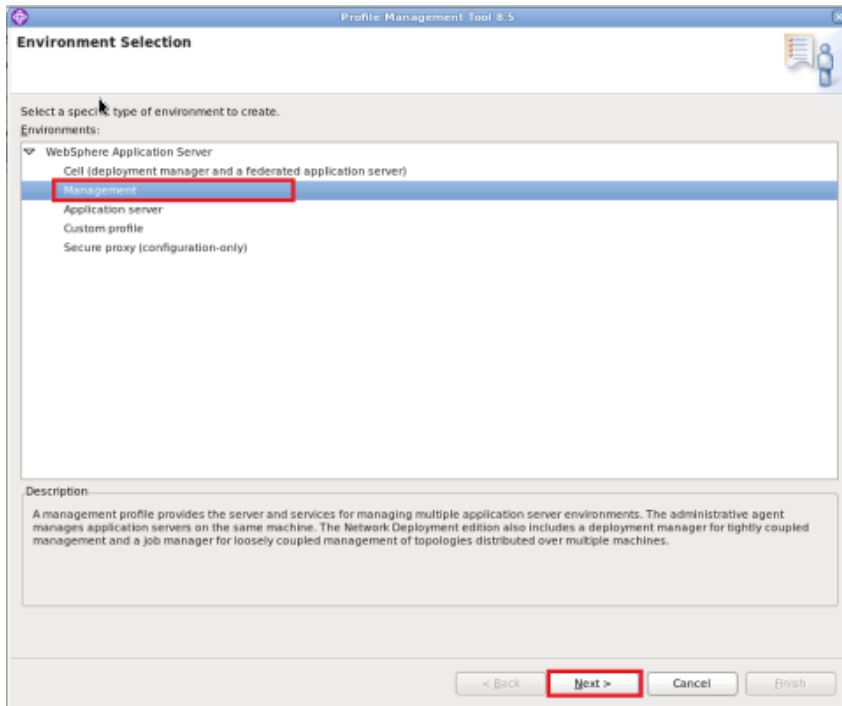 Profile Management Tool 8.5
Environment Selection
Select a specific type of environment to create.
Environments:
WebSphere Application Server
Cell (deployment manager and a federated application server)
Management
Application server
Custom profile
Secure proxy (configuration-only)
Description
A management profile provides the server and services for managing multiple application server environments. The administrative agent
manages application servers on the same machine. The Network Deployment edition also includes a deployment manager for tightly coupled
management and a job manager for loosely coupled management of topologies distributed over multiple machines.
< Back Next > Cancel Finish